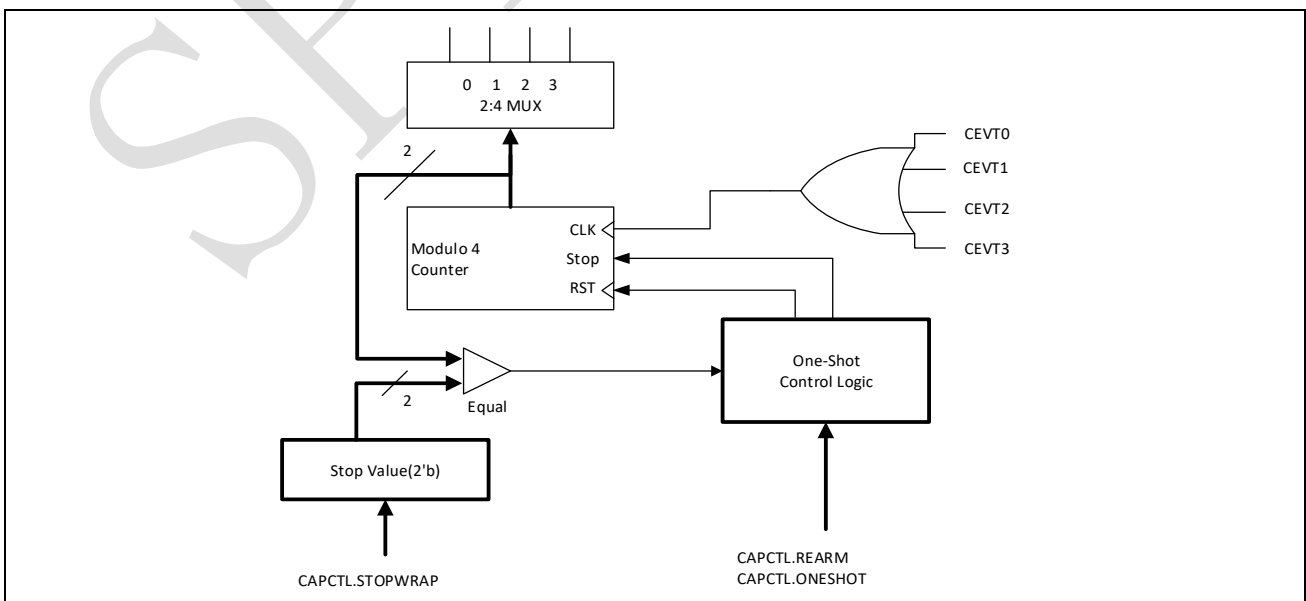 0 1 2 3
2:4 MUX
2
CEVT0
CEVT1
CEVT2
CEVT3
CLK
Modulo 4
Counter
Stop
RST
One-Shot
Control Logic
2
Equal
Stop Value(2'b)
CAPCTL.REARM
CAPCTL.ONESHOT
CAPCTL.STOPWRAP